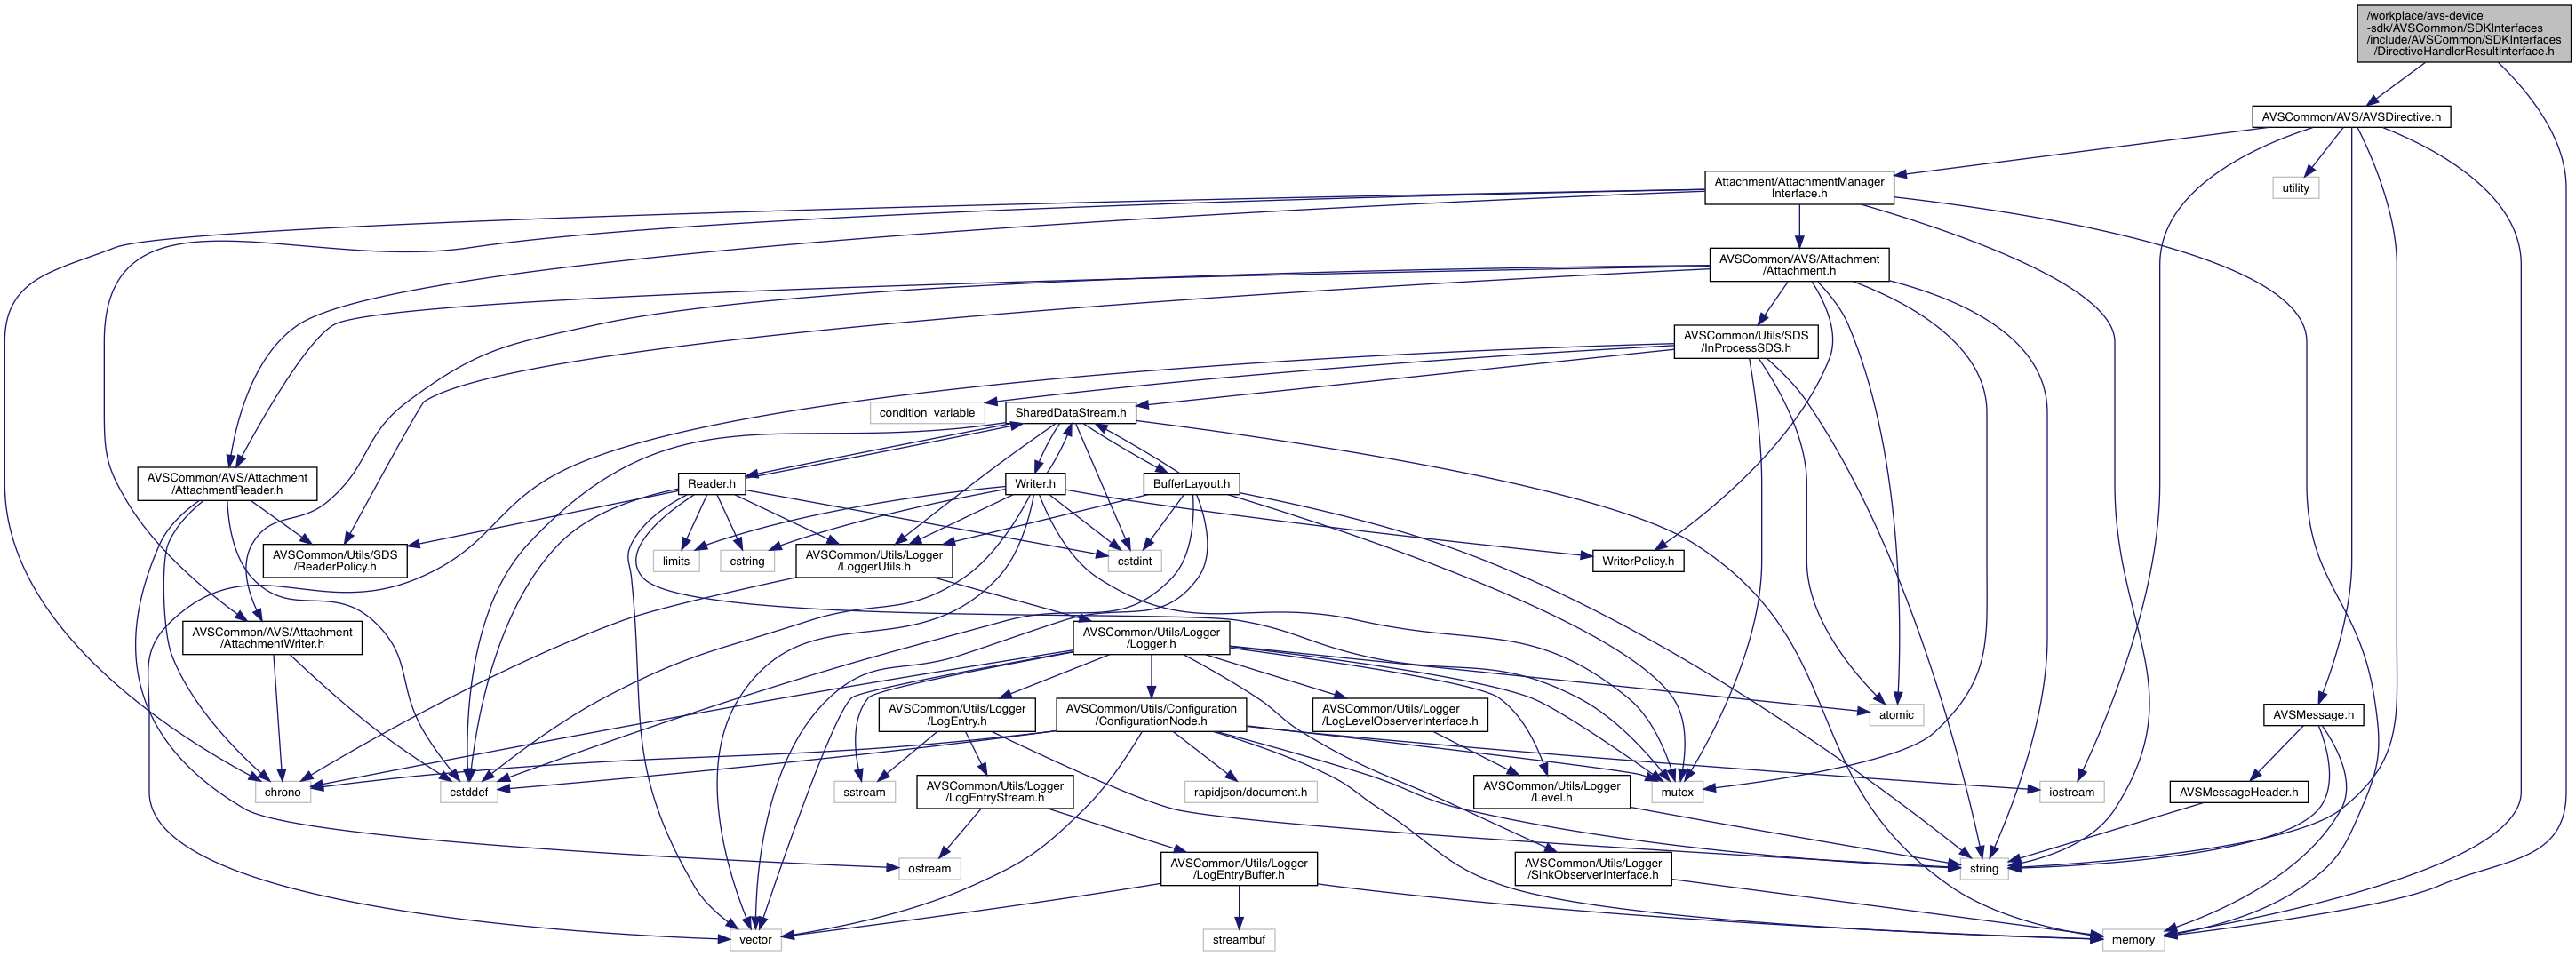 /workplace/avs-device
-sdk/AVSCommon/SDKInterfaces
/include/AVSCommon/SDKInterfaces
/DirectiveHandlerResultInterface.h
AVSCommon/AVS/AVSDirective.h
Attachment/AttachmentManager
Interface.h
utility
AVSCommon/AVS/Attachment
/Attachment.h
AVSCommon/Utils/SDS
/InProcessSDS.h
condition_variable
SharedDataStream.h
AVSCommon/AVS/Attachment
/AttachmentReader.h
Reader.h
Writer.h
BufferLayout.h
AVSCommon/Utils/SDS
/ReaderPolicy.h
limits
cstring
AVSCommon/Utils/Logger
/LoggerUtils.h
cstdint
WriterPolicy.h
AVSCommon/AVS/Attachment
/AttachmentWriter.h
AVSCommon/Utils/Logger
/Logger.h
AVSCommon/Utils/Logger
/LogEntry.h
AVSCommon/Utils/Configuration
/ConfigurationNode.h
AVSCommon/Utils/Logger
/LogLevelObserverInterface.h
atomic
AVSMessage.h
chrono
cstddef
sstream
AVSCommon/Utils/Logger
/LogEntryStream.h
rapidjson/document.h
AVSCommon/Utils/Logger
/Level.h
mutex
iostream
AVSMessageHeader.h
ostream
AVSCommon/Utils/Logger
/LogEntryBuffer.h
AVSCommon/Utils/Logger
/SinkObserverInterface.h
string
vector
streambuf
memory